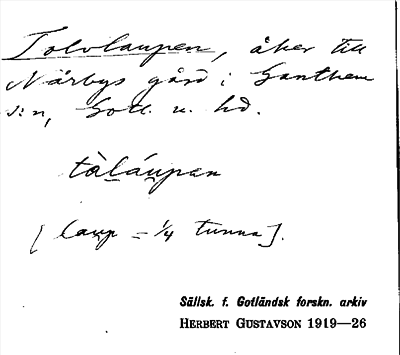 Tolvlaupen, åker till
Närbys gård i Ganthem
s:n, Gotl. n. hd.
tàláupen
[laup = 1/4 tunna].
Sällsk. f. Gotländsk forskn. arkiv
HERBERT GUSTAVSON 1919—26